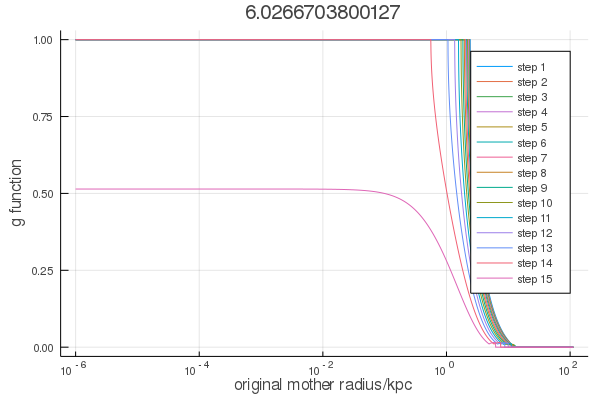 6.0266703800127
1.00
0.75
0.50
0.25
0.00
g function
step 1
step 2
step 3
step 4
step 5
step 6
step 7
step 8
step 9
step 10
step 11
step 12
step 13
step 14
step 15
10^-6 10^-4 10^-2 10^0 10^2
original mother radius/kpc